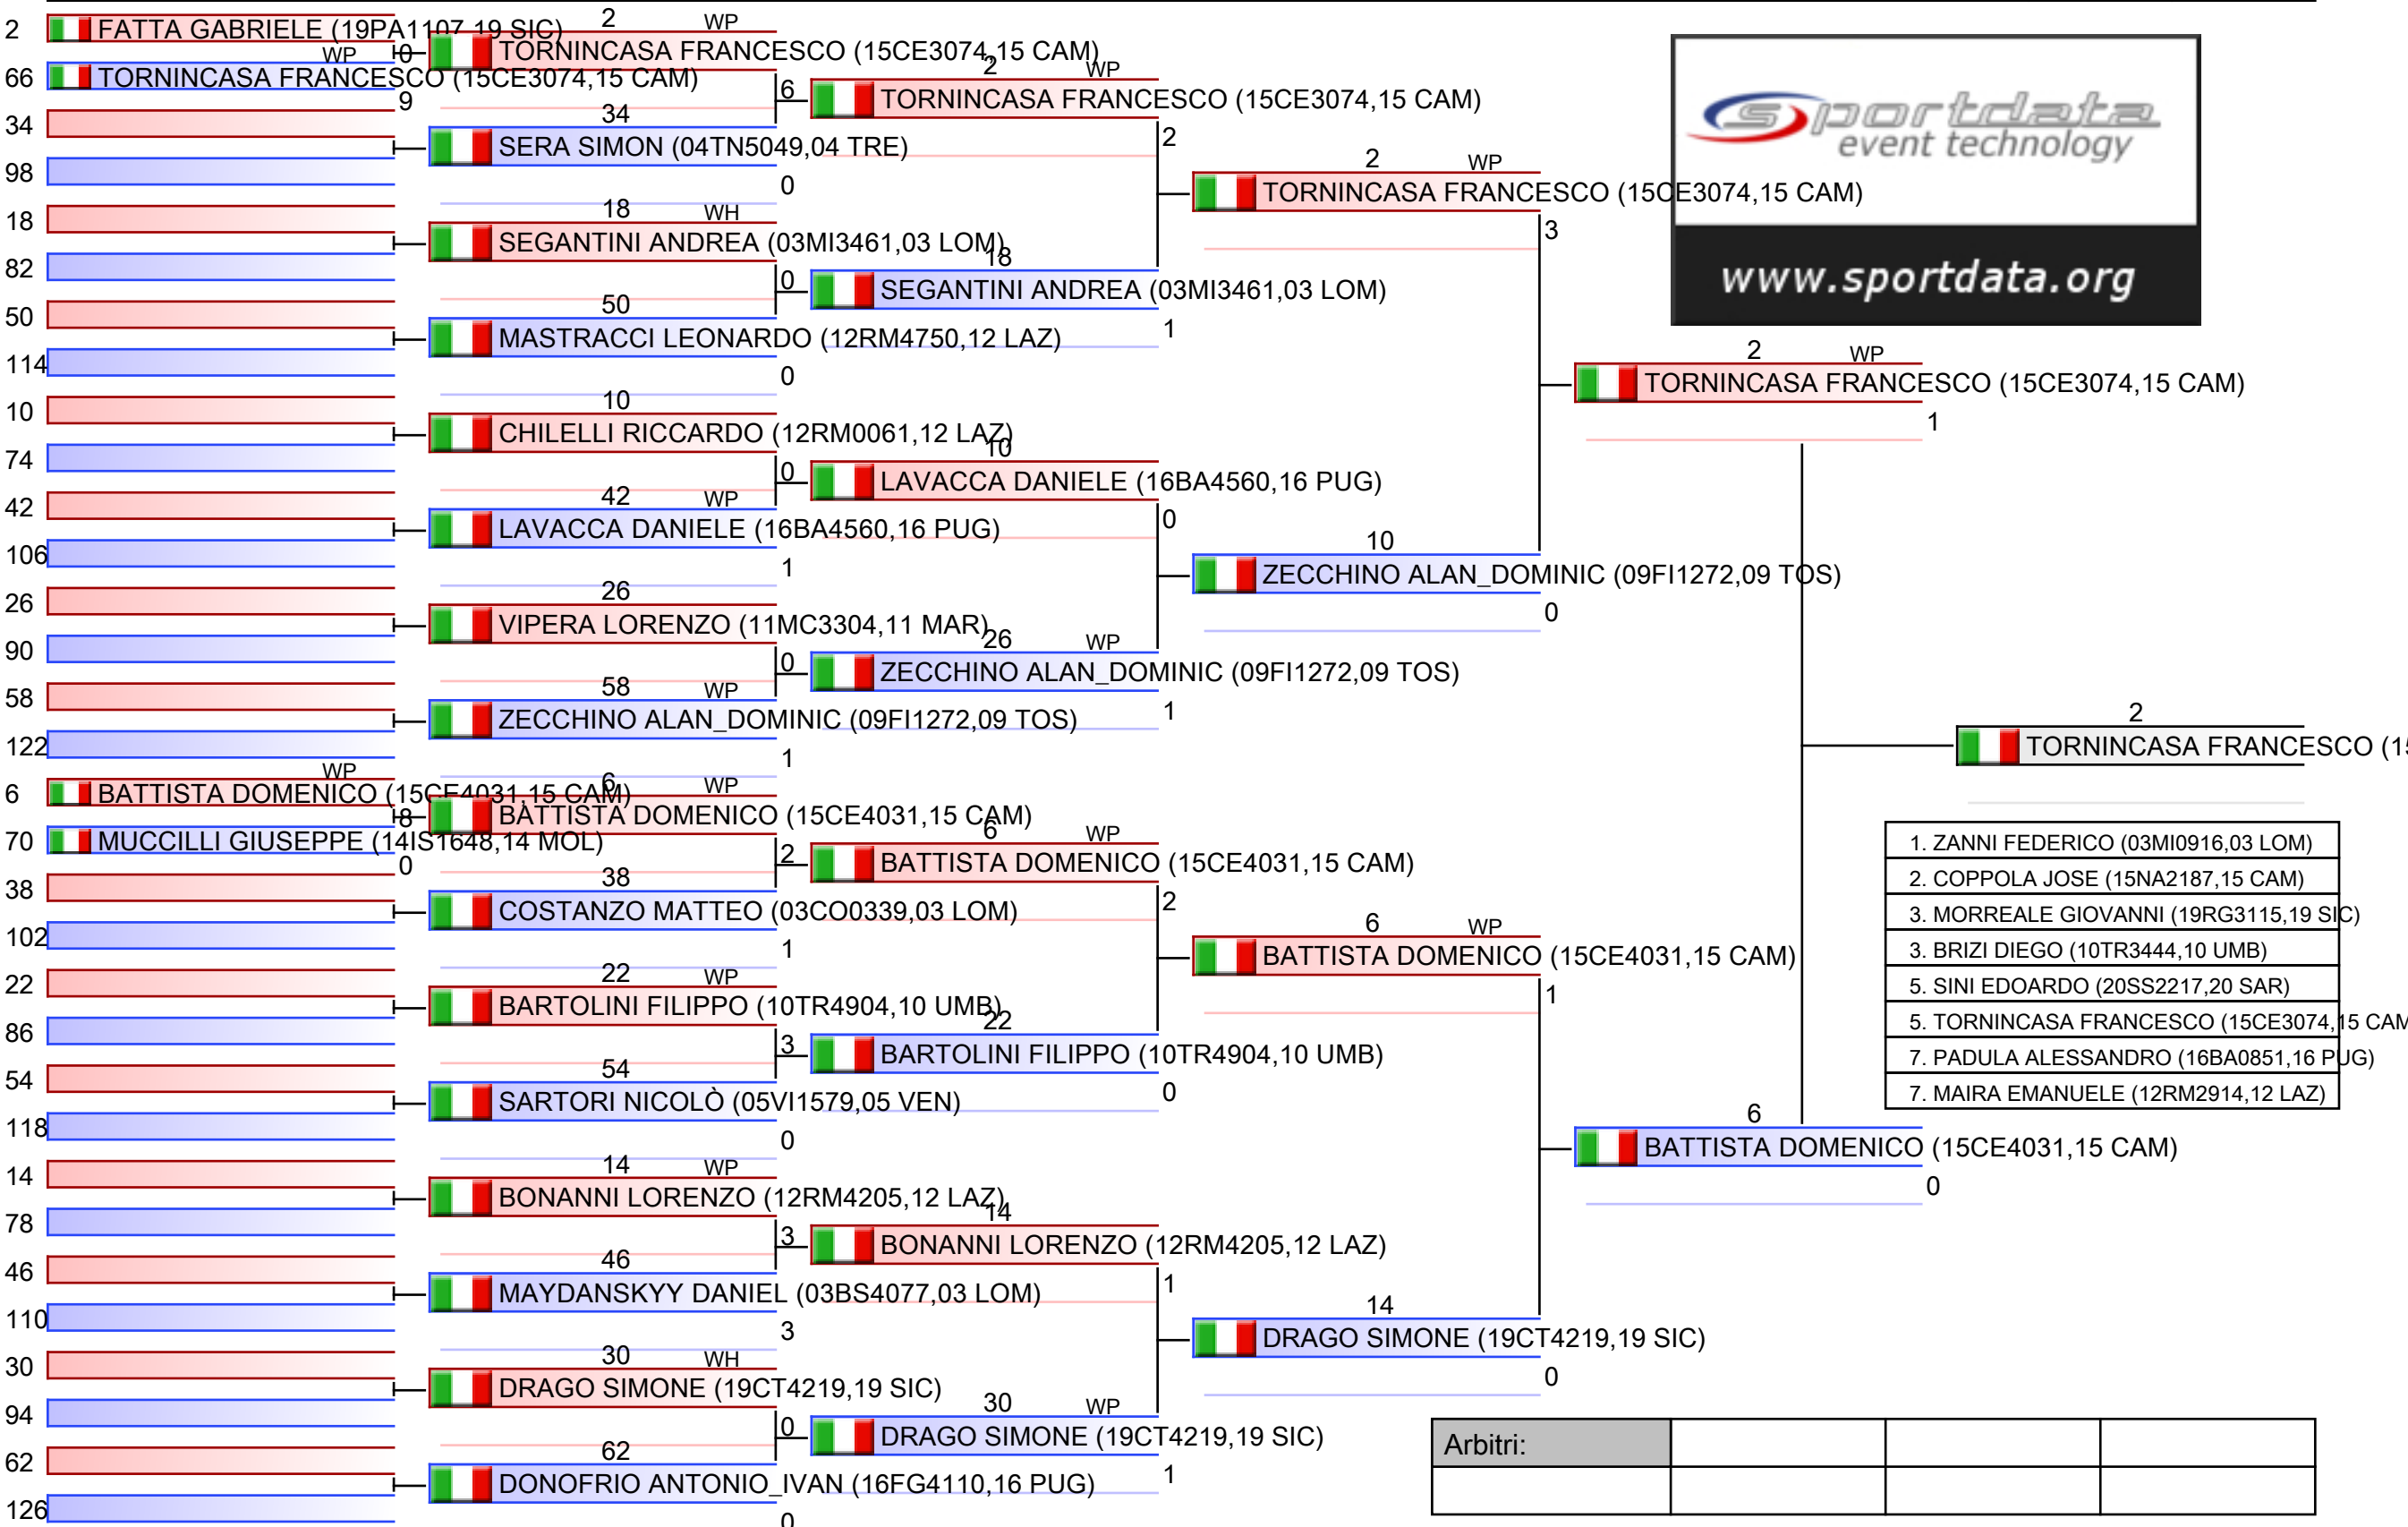 2 FATTA GABRIELE (19PA1107,19 SIC)
WP 0
66 TORNINCASA FRANCESCO (15CE3074,15 CAM)
9
34
98
18
82
50
114
10
74
42
106
26
90
58
122
WP
6 BATTISTA DOMENICO (15CE4031,15 CAM)
8
70 MUCCILLI GIUSEPPE (14IS1648,14 MOL)
0
38
102
22
86
54
118
14
78
46
110
30
94
62
126
2 WP
TORNINCASA FRANCESCO (15CE3074,15 CAM)
6
34
SERA SIMON (04TN5049,04 TRE)
0
18 WH
SEGANTINI ANDREA (03MI3461,03 LOM)
0
50
MASTRACCI LEONARDO (12RM4750,12 LAZ)
0
10
CHILELLI RICCARDO (12RM0061,12 LAZ)
0
42 WP
LAVACCA DANIELE (16BA4560,16 PUG)
1
26
VIPERA LORENZO (11MC3304,11 MAR)
0
58 WP
ZECCHINO ALAN_DOMINIC (09FI1272,09 TOS)
1
6 WP
BATTISTA DOMENICO (15CE4031,15 CAM)
2
38
COSTANZO MATTEO (03CO0339,03 LOM)
1
22 WP
BARTOLINI FILIPPO (10TR4904,10 UMB)
3
54
SARTORI NICOLÒ (05VI1579,05 VEN)
0
14 WP
BONANNI LORENZO (12RM4205,12 LAZ)
3
46
MAYDANSKYY DANIEL (03BS4077,03 LOM)
3
30 WH
DRAGO SIMONE (19CT4219,19 SIC)
0
62
DONOFRIO ANTONIO_IVAN (16FG4110,16 PUG)
0
2 WP
TORNINCASA FRANCESCO (15CE3074,15 CAM)
2
18
SEGANTINI ANDREA (03MI3461,03 LOM)
1
10
LAVACCA DANIELE (16BA4560,16 PUG)
0
26 WP
ZECCHINO ALAN_DOMINIC (09FI1272,09 TOS)
1
6 WP
BATTISTA DOMENICO (15CE4031,15 CAM)
2
22
BARTOLINI FILIPPO (10TR4904,10 UMB)
0
14
BONANNI LORENZO (12RM4205,12 LAZ)
1
30 WP
DRAGO SIMONE (19CT4219,19 SIC)
1
2 WP
TORNINCASA FRANCESCO (15CE3074,15 CAM)
3
10
ZECCHINO ALAN_DOMINIC (09FI1272,09 TOS)
0
6 WP
BATTISTA DOMENICO (15CE4031,15 CAM)
1
14
DRAGO SIMONE (19CT4219,19 SIC)
0
sportdata
event technology
www.sportdata.org
2 WP
TORNINCASA FRANCESCO (15CE3074,15 CAM)
1
6
BATTISTA DOMENICO (15CE4031,15 CAM)
0
2
TORNINCASA FRANCESCO (15
1. ZANNI FEDERICO (03MI0916,03 LOM)
2. COPPOLA JOSE (15NA2187,15 CAM)
3. MORREALE GIOVANNI (19RG3115,19 SIC)
3. BRIZI DIEGO (10TR3444,10 UMB)
5. SINI EDOARDO (20SS2217,20 SAR)
5. TORNINCASA FRANCESCO (15CE3074,15 CAM
7. PADULA ALESSANDRO (16BA0851,16 PUG)
7. MAIRA EMANUELE (12RM2914,12 LAZ)
Arbitri: